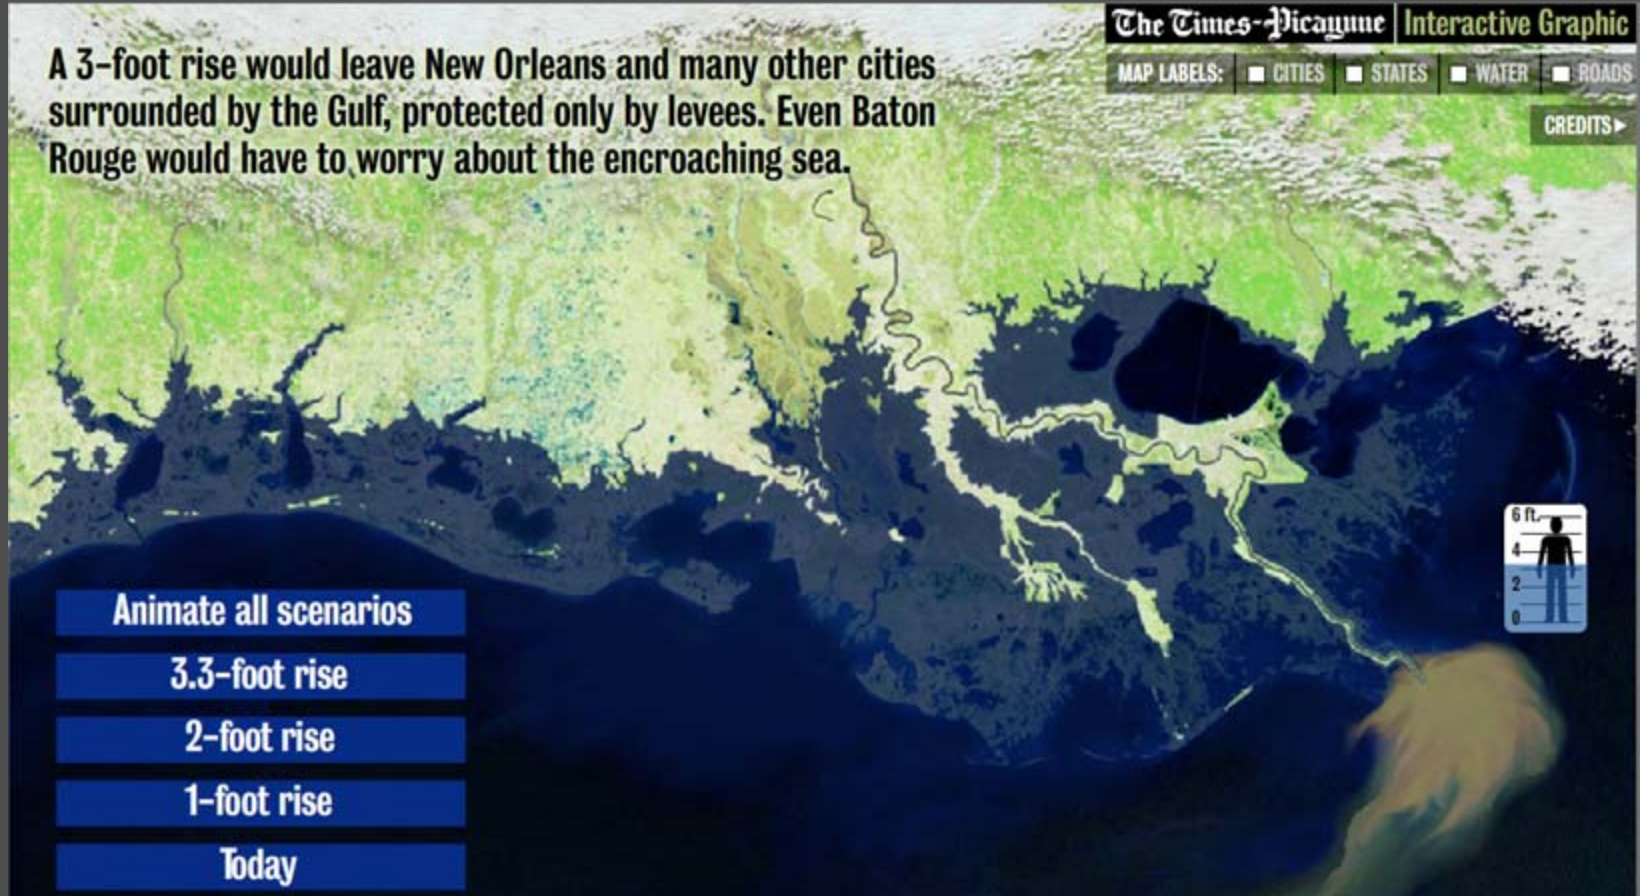 The Times-Picayune Interactive Graphic
MAP LABELS: CITIES STATES WATER ROADS
CREDITS
A 3-foot rise would leave New Orleans and many other cities
surrounded by the Gulf, protected only by levees. Even Baton
Rouge would have to worry about the encroaching sea.
6 ft.
4
2
0
Animate all scenarios
3.3-foot rise
2-foot rise
1-foot rise
Today